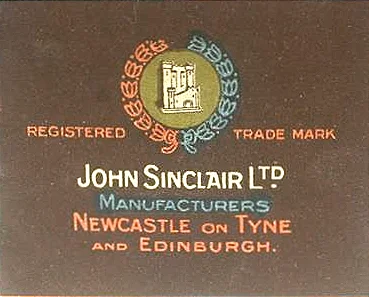 REGISTERED TRADE MARK
JOHN SINCLAIR LTD.
MANUFACTURERS
NEWCASTLE ON TYNE
AND EDINBURGH.